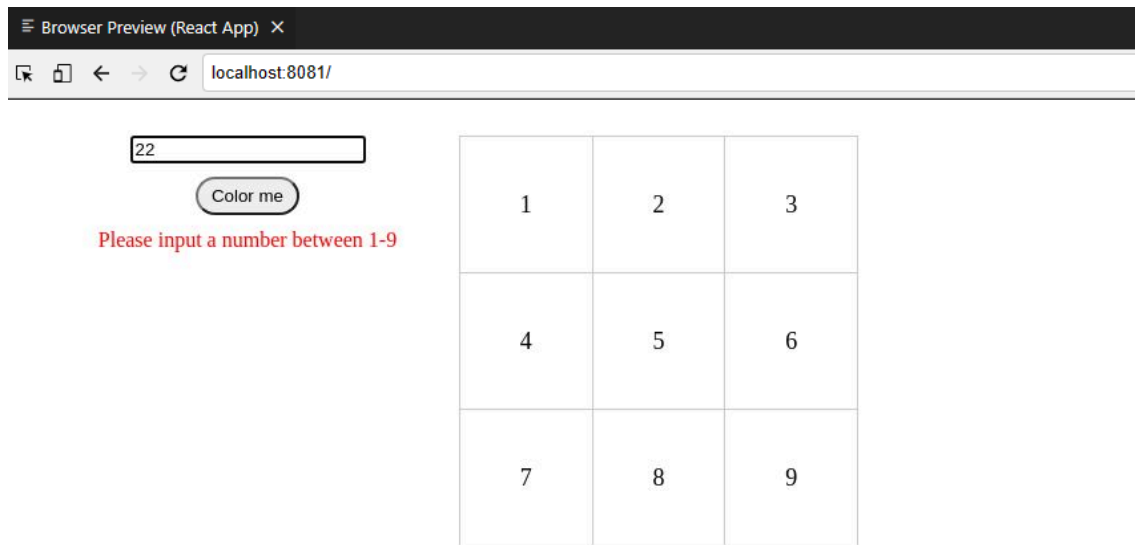 Browser Preview (React App)
localhost:8081/
22
Color me
Please input a number between 1-9
1 2 3
4 5 6
7 8 9